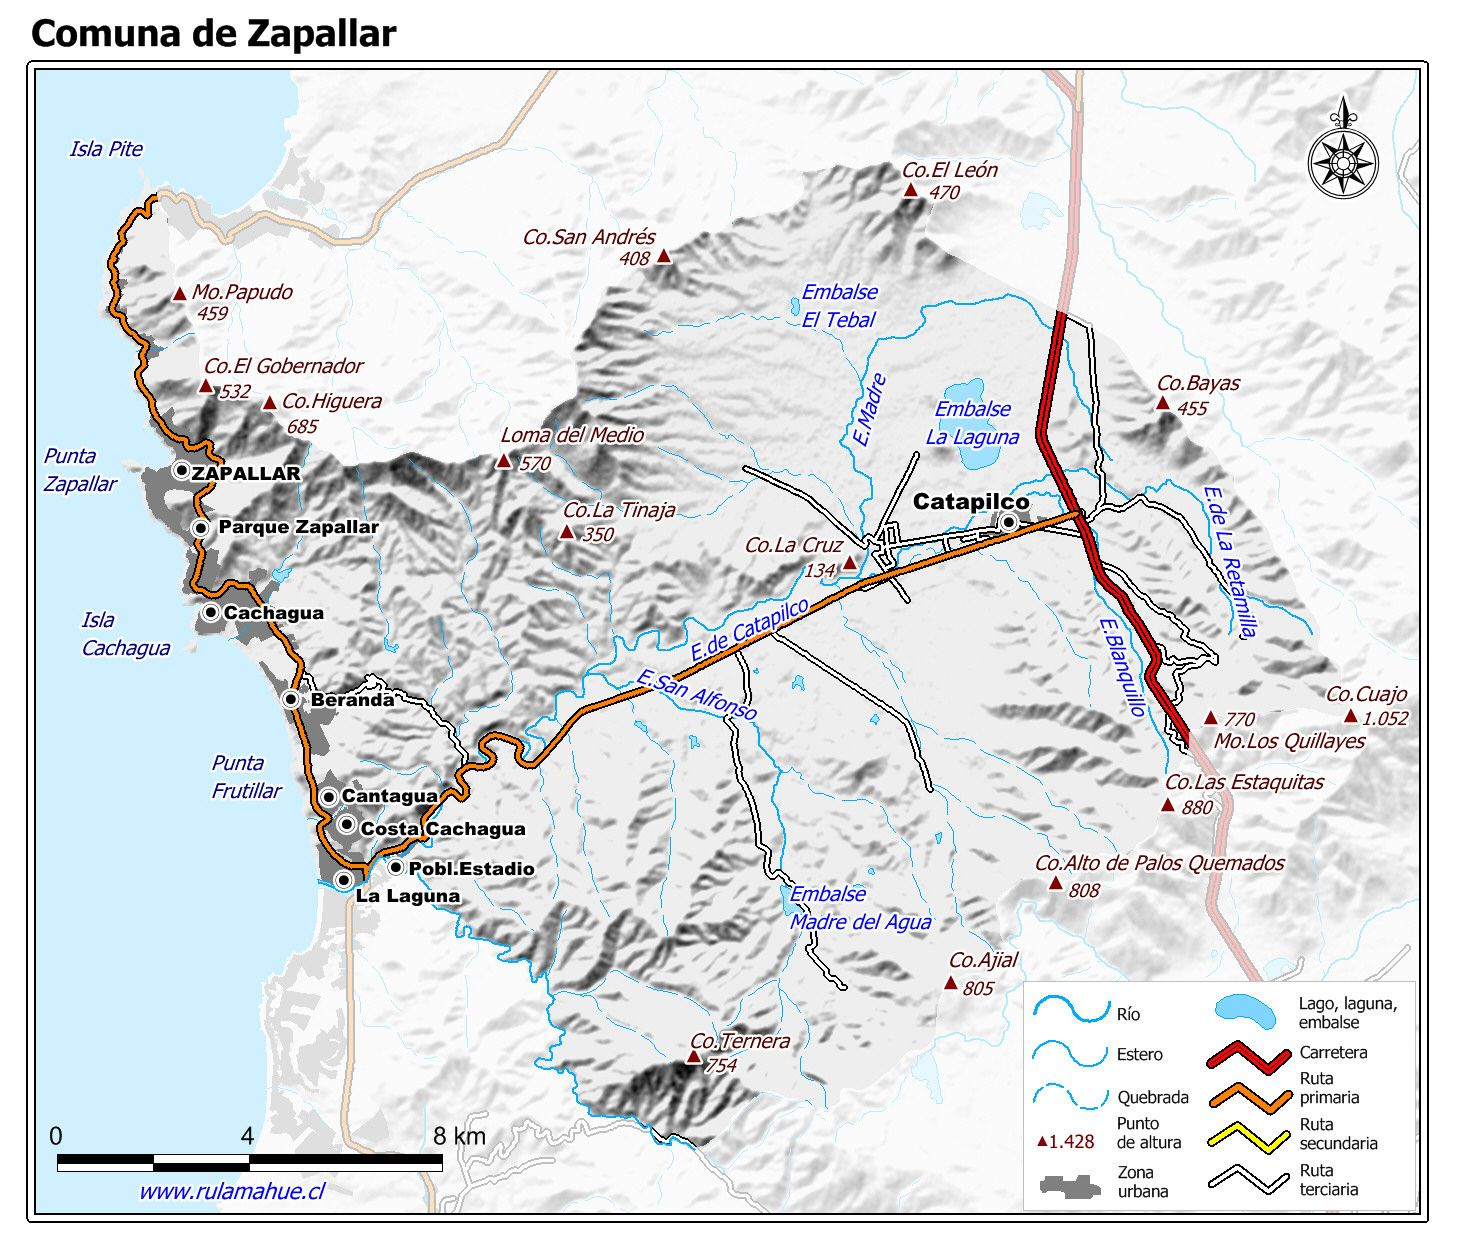 Comuna de Zapallar
Isla Pite
Co.El León
470
Co.San Andrés
408
Mo.Papudo
459
Embalse
El Tebal
Co.El Gobernador
532
Co.Higuera
685
E.Madre
Co.Bayas
455
Embalse
La Laguna
Loma del Medio
570
Punta
Zapallar
ZAPALLAR
Parque Zapallar
Co.La Tinaja
350
Catapilco
E.de La Retamilla
Co.La Cruz
134
Isla
Cachagua
Cachagua
E.de Catapilco
E.Blanquillo
E.San Alfonso
Beranda
Co.Cuajo
1.052
770
Mo.Los Quillayes
Punta
Frutillar
Cantagua
Costa Cachagua
Co.Las Estaquitas
880
Pobl.Estadio
La Laguna
Co.Alto de Palos Quemados
808
Embalse
Madre del Agua
Co.Ajial
805
Co.Ternera
754
0 4 8 km
www.rulamahue.cl
Río
Estero
Quebrada
Punto
de altura
1.428
Zona
urbana
Lago, laguna,
embalse
Carretera
Ruta
primaria
Ruta
secundaria
Ruta
terciaria